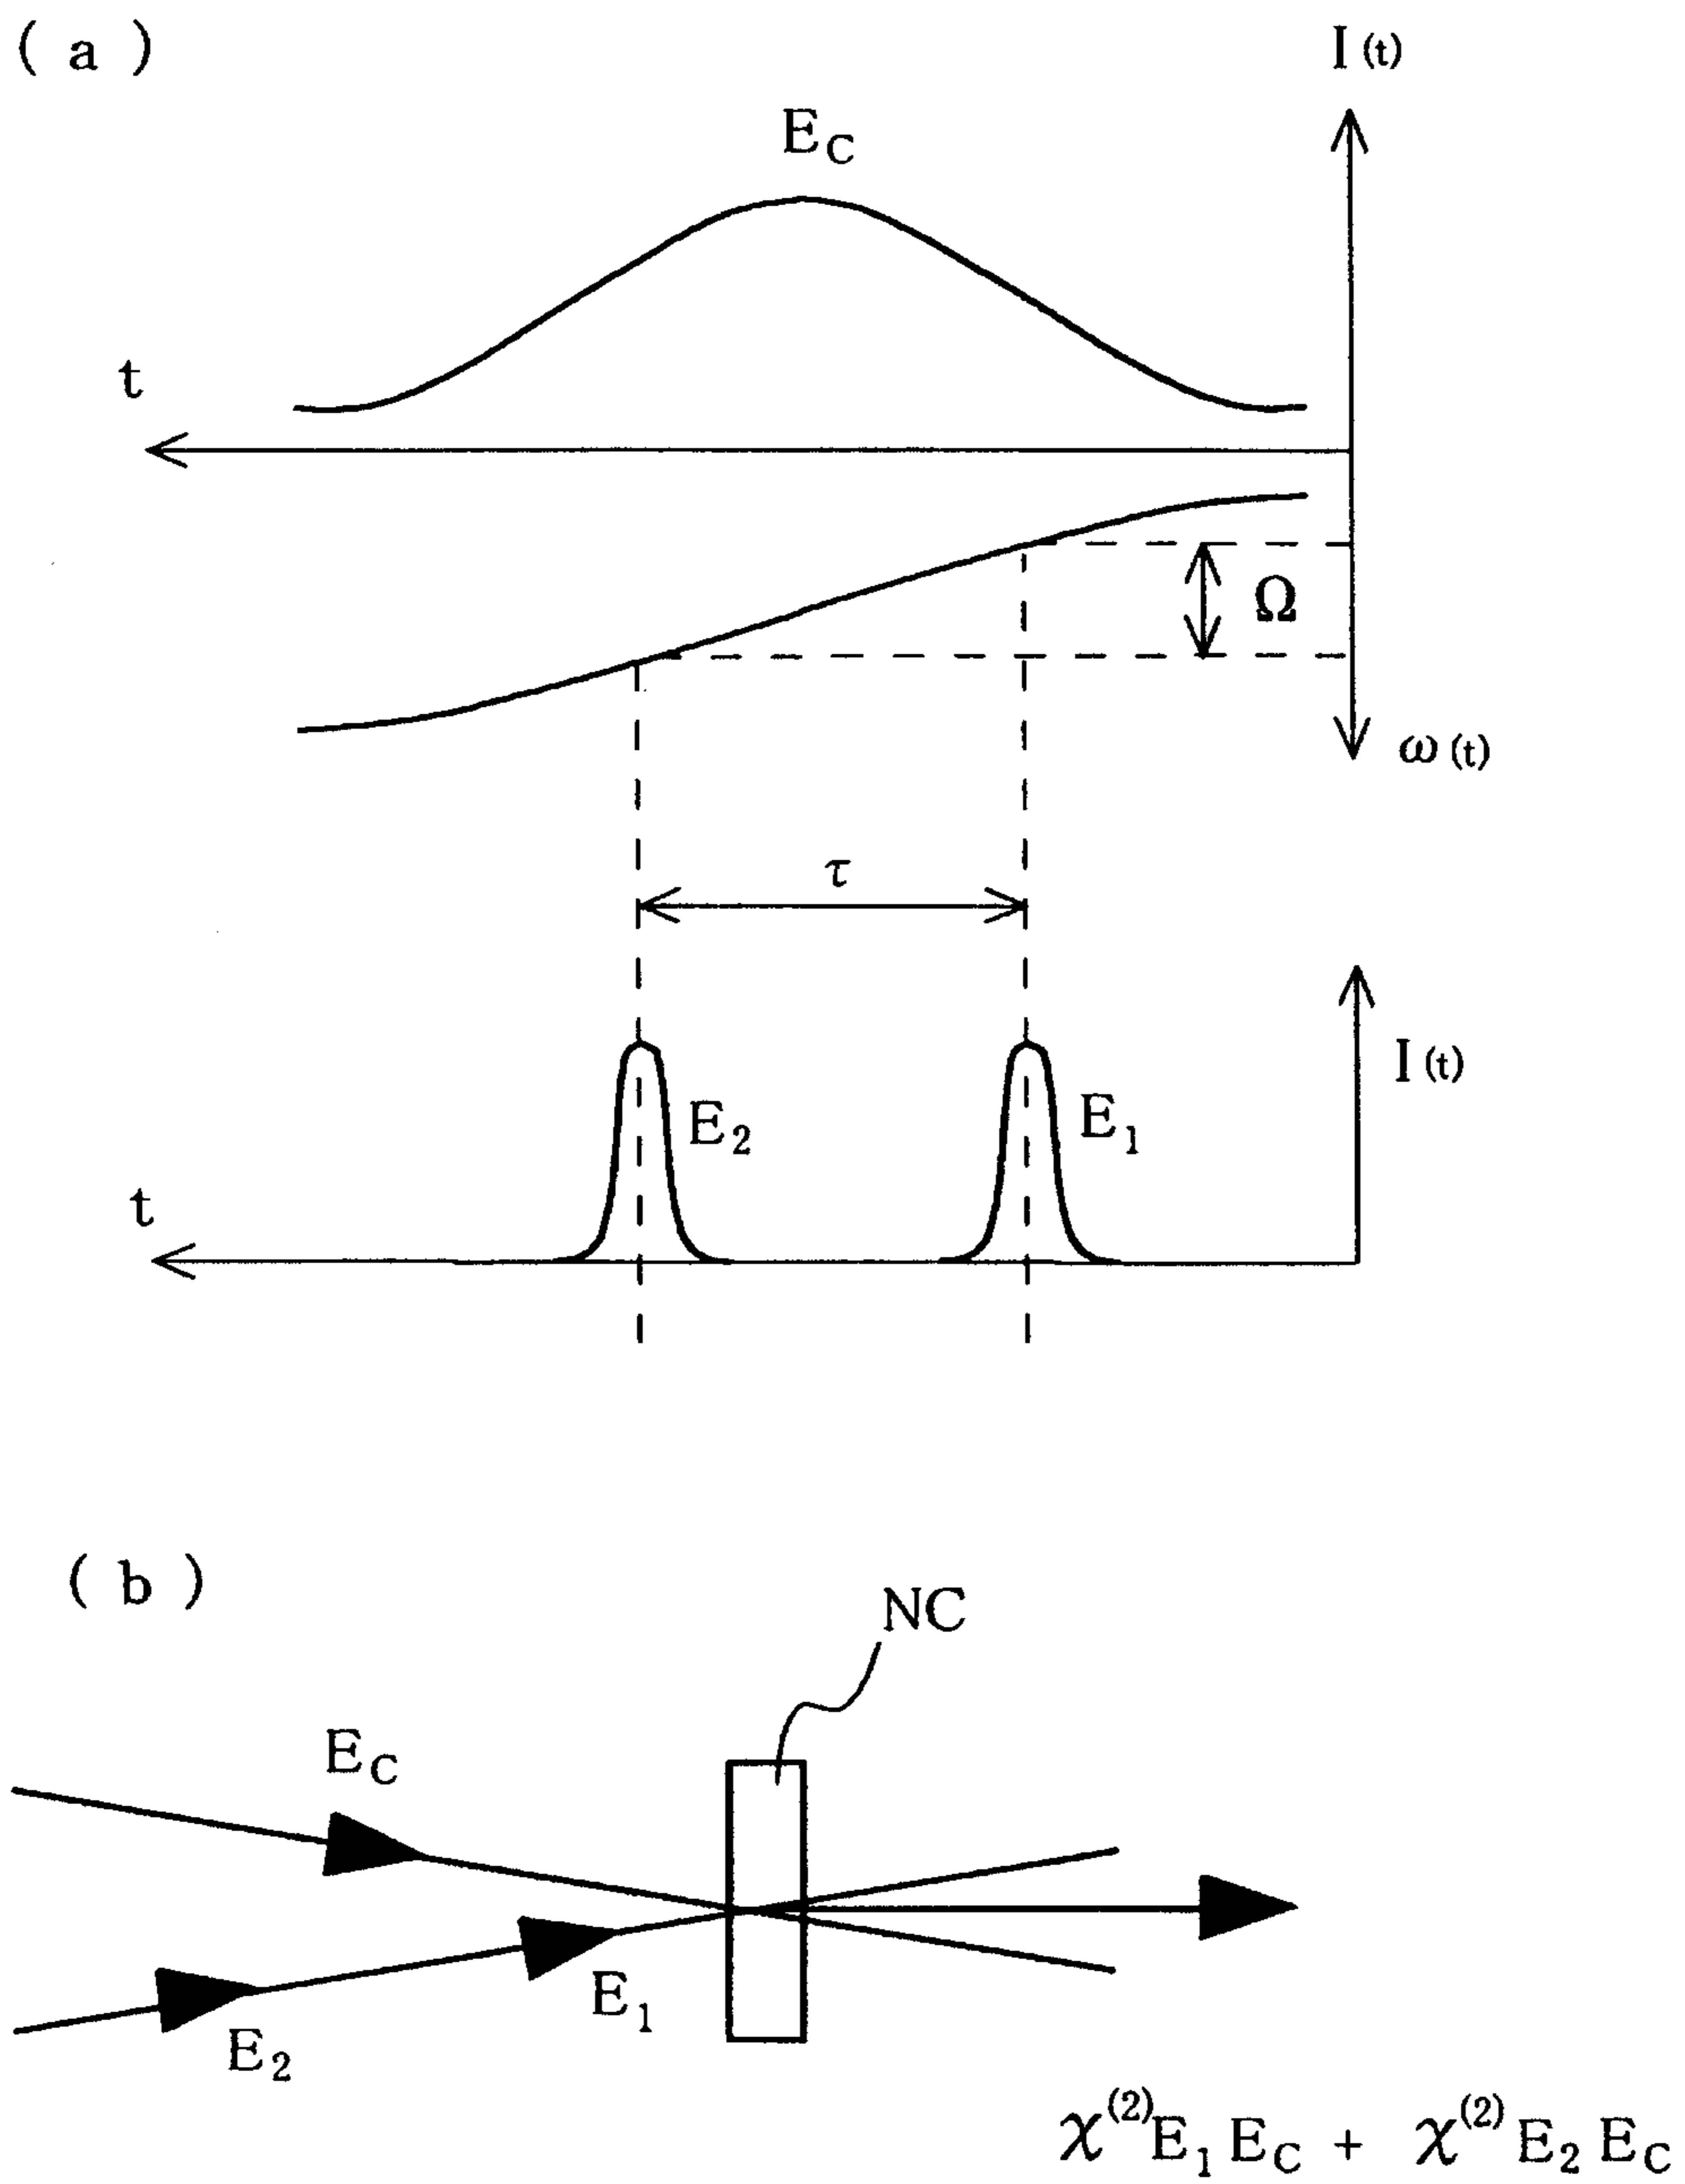 ( a )
I (t)
E_C
t
Ω
ω (t)
τ
I (t)
E_2
E_1
t
( b )
NC
E_C
E_1
E_2
χ^(2) E_1 E_C + χ^(2) E_2 E_C